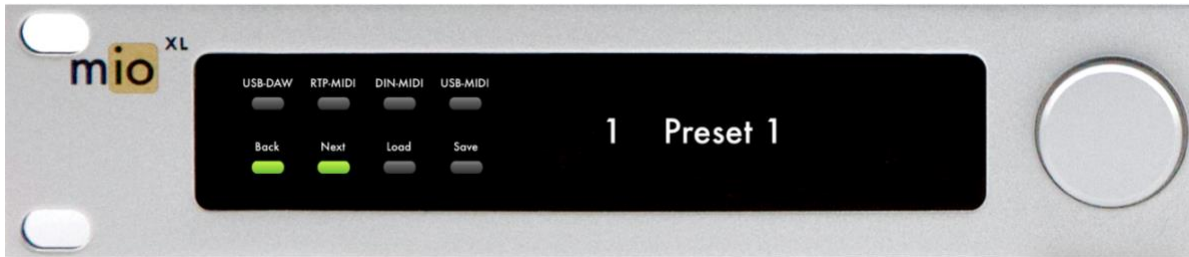 mio XL
USB-DAW RTP-MIDI DIN-MIDI USB-MIDI
Back Next Load Save
1 Preset 1